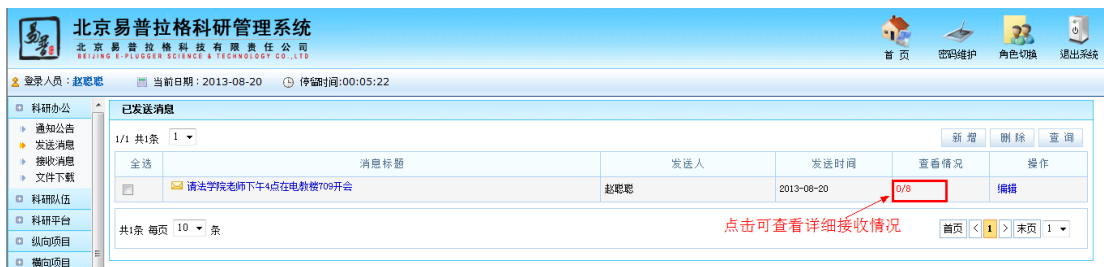 北京易普拉格科研管理系统
北京易普拉格科技有限责任公司
BEIJING E-PLUGGER SCIENCE & TECHNOLOGY CO.,LTD
首页 密码维护 角色切换 退出系统
登录人员：赵聪聪 当前日期：2013-08-20 停留时间:00:05:22
科研办公
通知公告
发送消息
接收消息
文件下载
科研队伍
科研平台
纵向项目
横向项目
已发送消息
1/1 共1条 1 新增 删除 查询
全选 消息标题 发送人 发送时间 查看情况 操作
请法学院老师下午4点在电教楼709开会 赵聪聪 2013-08-20 0/8 编辑
点击可查看详细接收情况
共1条 每页 10 条 首页 < 1 > 末页 1